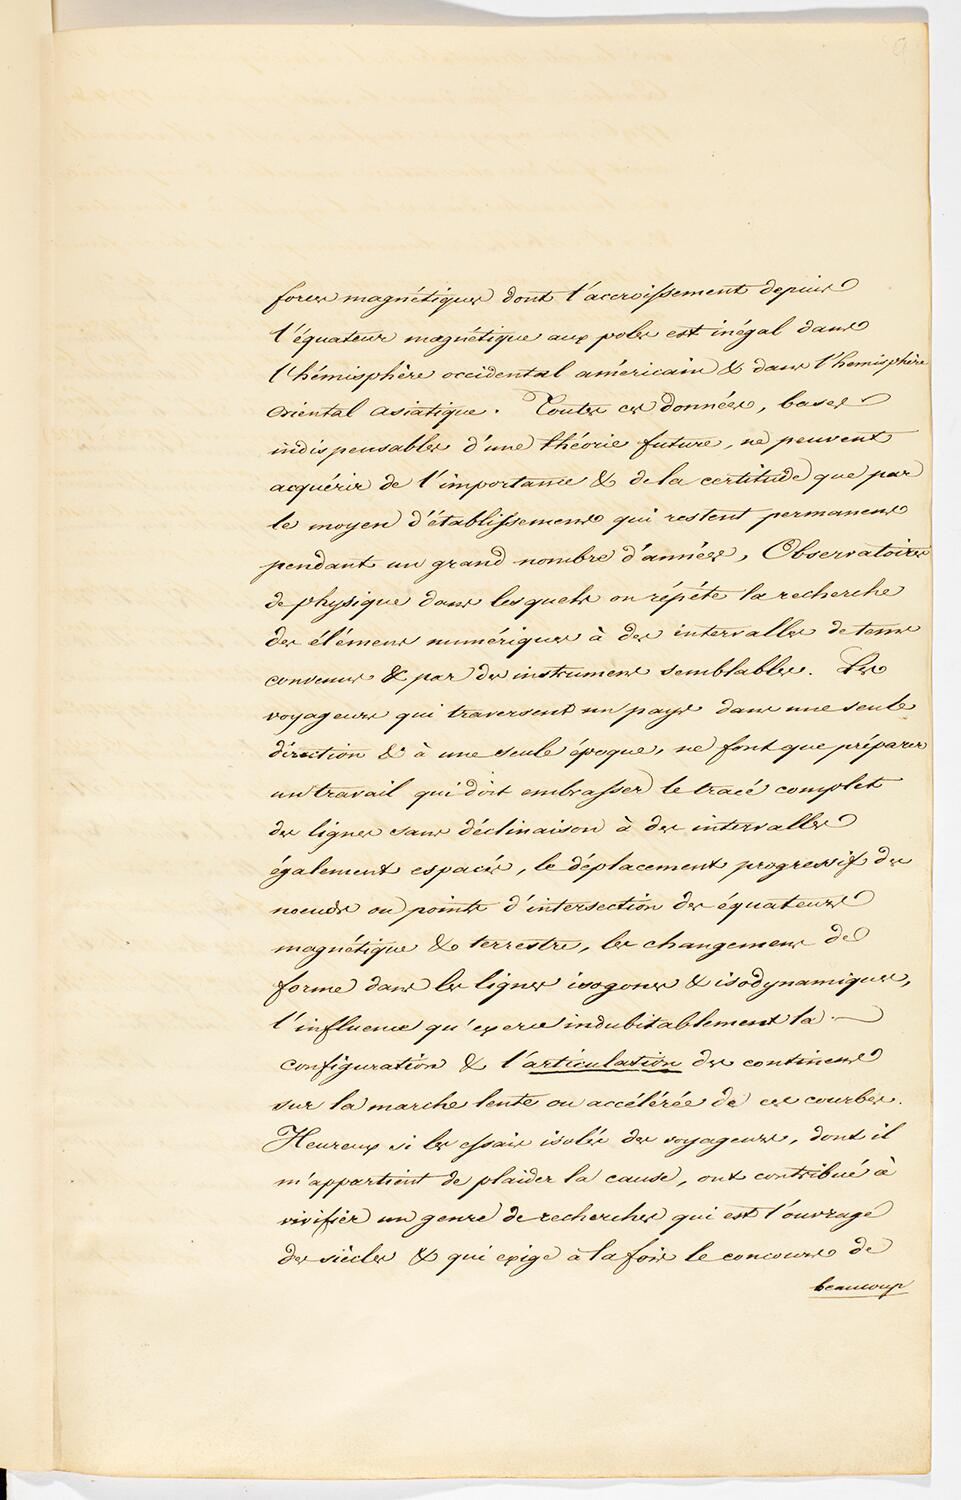 forces magnétiques dont l'accroissement depuis
l'équateur magnétique aux poles est inégal dans
l'hémisphère occidental américain & dans l'hemisphère
oriental asiatique. Toutes ces données, bases
indispensables d'une théorie future, ne peuvent
acquérir de l'importance & de la certitude que par
le moyen d'établissemens qui restent permanens
pendant un grand nombre d'années, Observatoires
de physique dans lesquels on répéte la recherche
des élémens numériques à des intervalles de tems
convenus & par des instrumens semblables. Les
voyageurs qui traversent un pays dans une seule
direction & à une seule époque, ne font que préparer
un travail qui doit embrasser le tracé complet
des lignes sans déclinaison à des intervalles
également espacés, le déplacement progressif des
noeuds ou points d'intersection des équateurs
magnétique & terrestre, les changemens de
forme dans les lignes isogones & isodynamiques,
l'influence qu'exerce indubitablement la
configuration & l'articulation des continens
sur la marche lente ou accélérée de ces courbes.
Heureux si les essais isolés des voyageurs, dont il
m'appartient de plaider la cause, ont contribué à
vivifier un genre de recherches qui est l'ouvrage
des siècles & qui exige à la fois le concours de
beaucoup